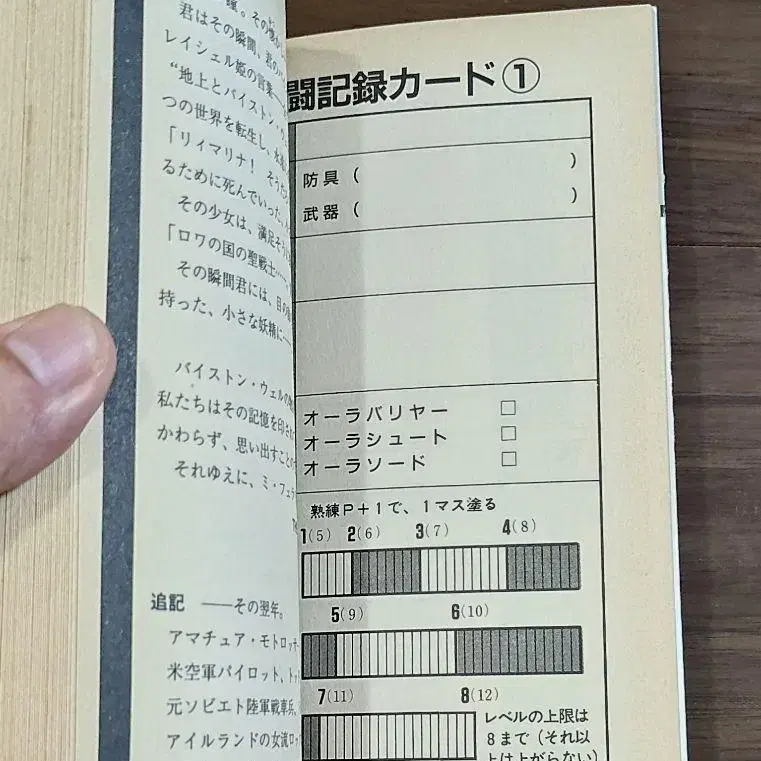 君はその瞬間、君の
レイシェル姫の言葉
“地上とバイストン・ウ
つの世界を転生し、永
「リィマリナ！　そう
るために死んでいった
その少女は、満足そう
「ロワの国の聖戦士……
その瞬間君には、目の
持った、小さな妖精に——
バイストン・ウェルの
私たちはその記憶を印さ
かわらず、思い出すこと
それゆえに、ミ・フェ
追記　——その翌年。
アマチュア・モトロッ
米空軍パイロット、ト
元ソビエト陸軍戦車兵、
アイルランドの女流ロッ
闘記録カード①
防具（　　　）
武器（　　　）
オーラバリヤー　□
オーラシュート　□
オーラソード　□
熟練P＋1で、1マス塗る
1(5) 2(6) 3(7) 4(8)
5(9) 6(10)
7(11) 8(12)
レベルの上限は
8まで（それ以
上は上がらない）